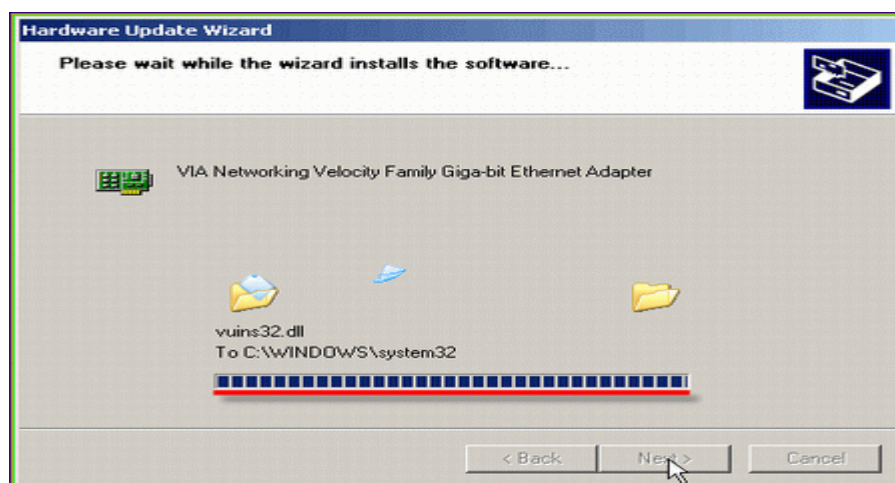 Hardware Update Wizard
Please wait while the wizard installs the software...
VIA Networking Velocity Family Giga-bit Ethernet Adapter
vuins32.dll
To C:\WINDOWS\system32
< Back
Next >
Cancel